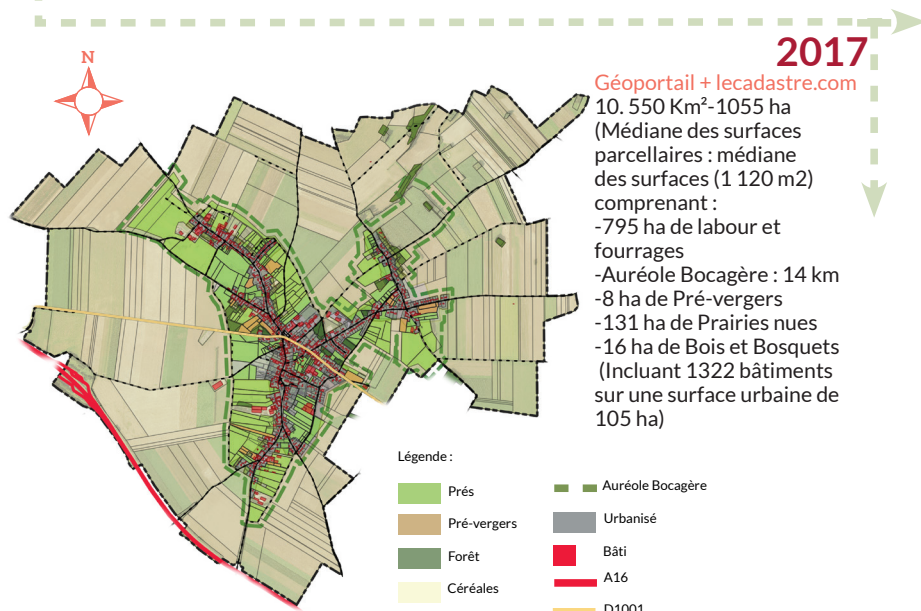 2017
N
Géoportail + lecadastre.com
10. 550 Km²-1055 ha
(Médiane des surfaces
parcellaires : médiane
des surfaces (1 120 m2)
comprenant :
-795 ha de labour et
fourrages
-Auréole Bocagère : 14 km
-8 ha de Pré-vergers
-131 ha de Prairies nues
-16 ha de Bois et Bosquets
(Incluant 1322 bâtiments
sur une surface urbaine de
105 ha)
Légende :
Prés
Pré-vergers
Forêt
Céréales
Auréole Bocagère
Urbanisé
Bâti
A16
D1001